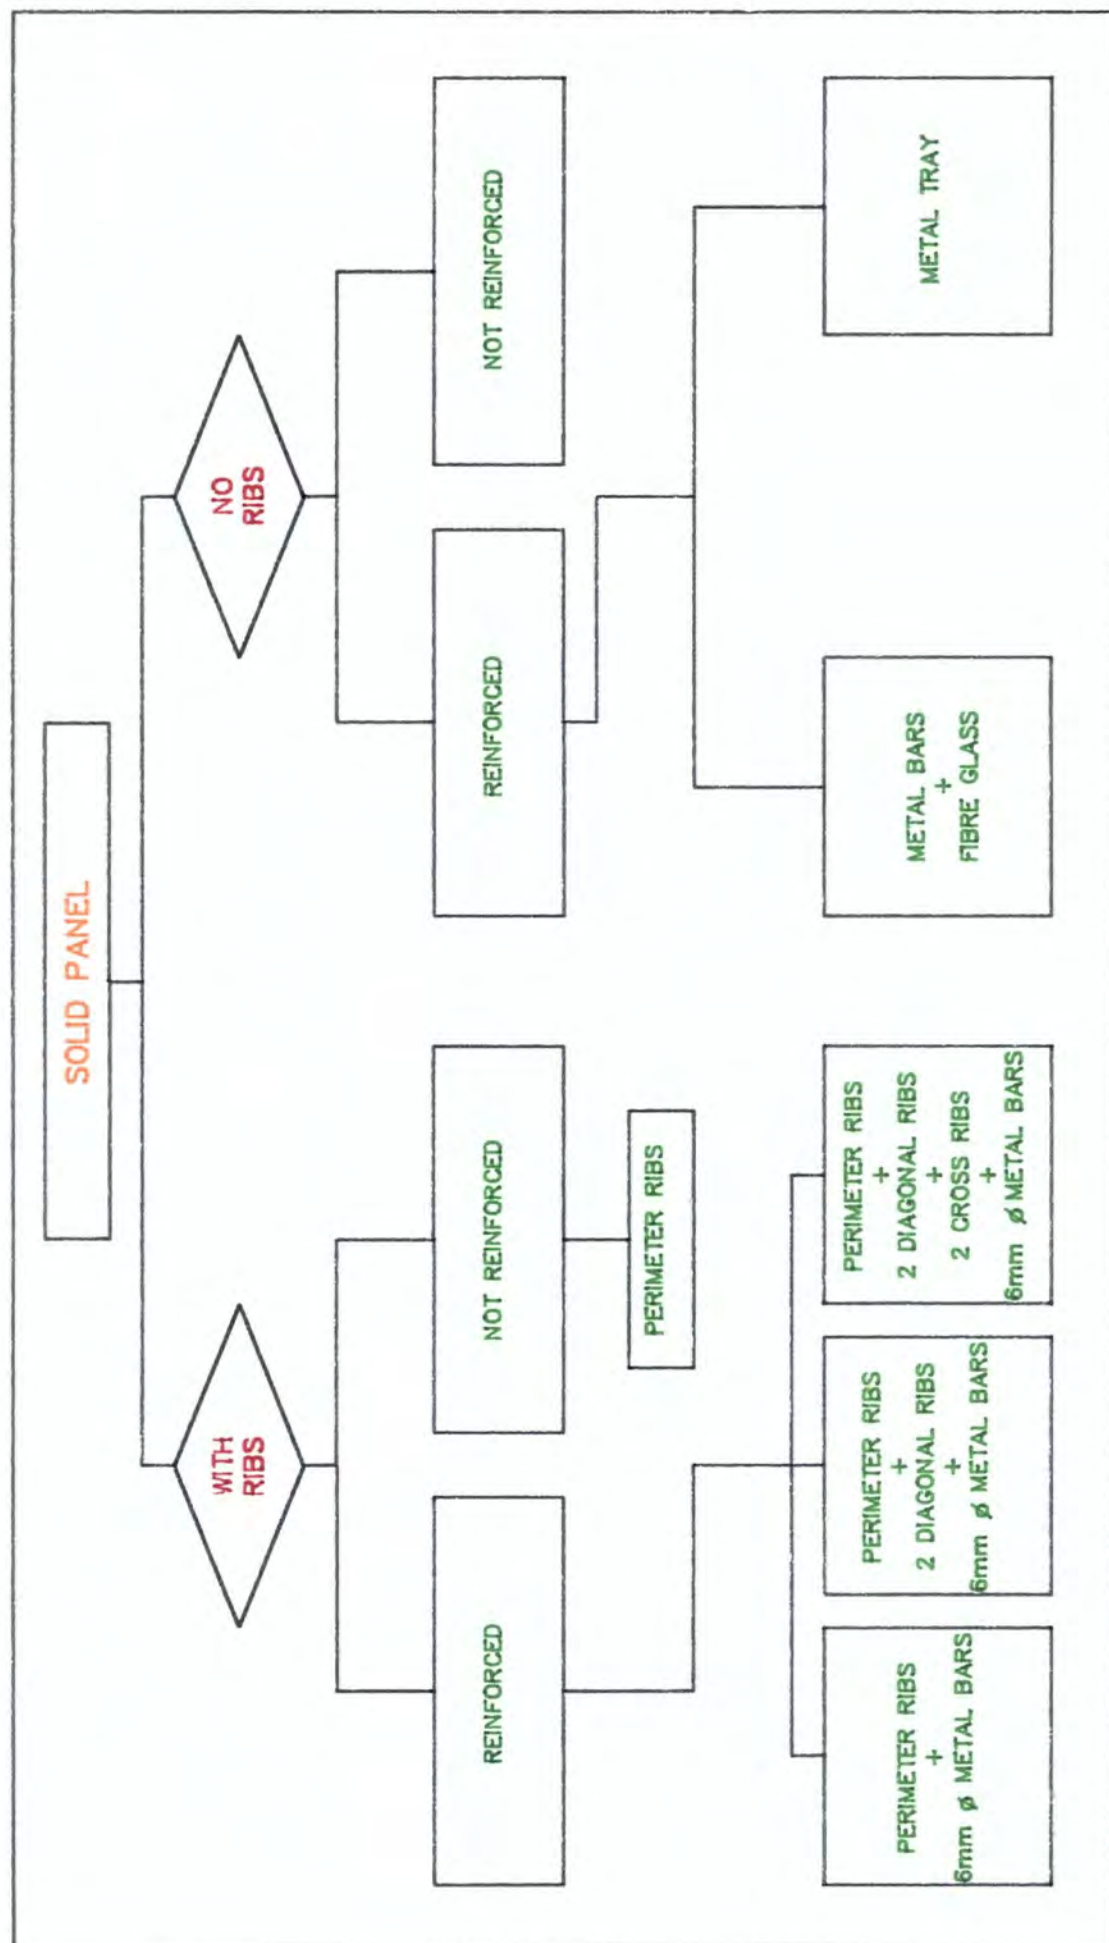 SOLID PANEL
WITH
RIBS
NO
RIBS
REINFORCED
NOT REINFORCED
REINFORCED
NOT REINFORCED
PERIMETER RIBS
PERIMETER RIBS
+
6mm ø METAL BARS
PERIMETER RIBS
+
2 DIAGONAL RIBS
+
6mm ø METAL BARS
PERIMETER RIBS
+
2 DIAGONAL RIBS
+
2 CROSS RIBS
+
6mm ø METAL BARS
METAL BARS
+
FIBRE GLASS
METAL TRAY